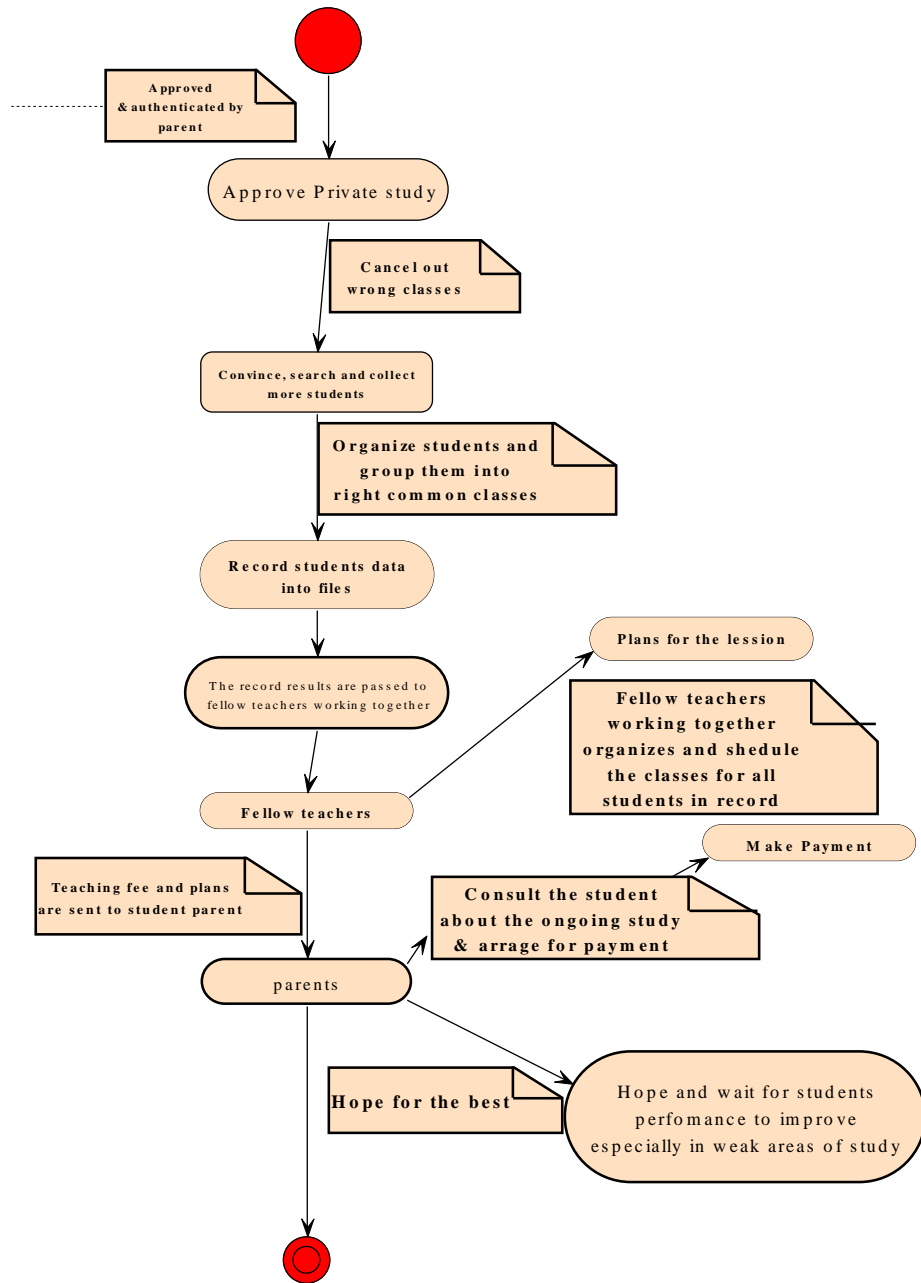 Approved
& authenticated by
parent
Approve Private study
Cancel out
wrong classes
Convince, search and collect
more students
Organize students and
group them into
right common classes
Record students data
into files
Plans for the lession
The record results are passed to
fellow teachers working together
Fellow teachers
working together
organizes and shedule
the classes for all
students in record
Fellow teachers
Make Payment
Teaching fee and plans
are sent to student parent
Consult the student
about the ongoing study
& arrage for payment
parents
Hope for the best
Hope and wait for students
perfomance to improve
especially in weak areas of study